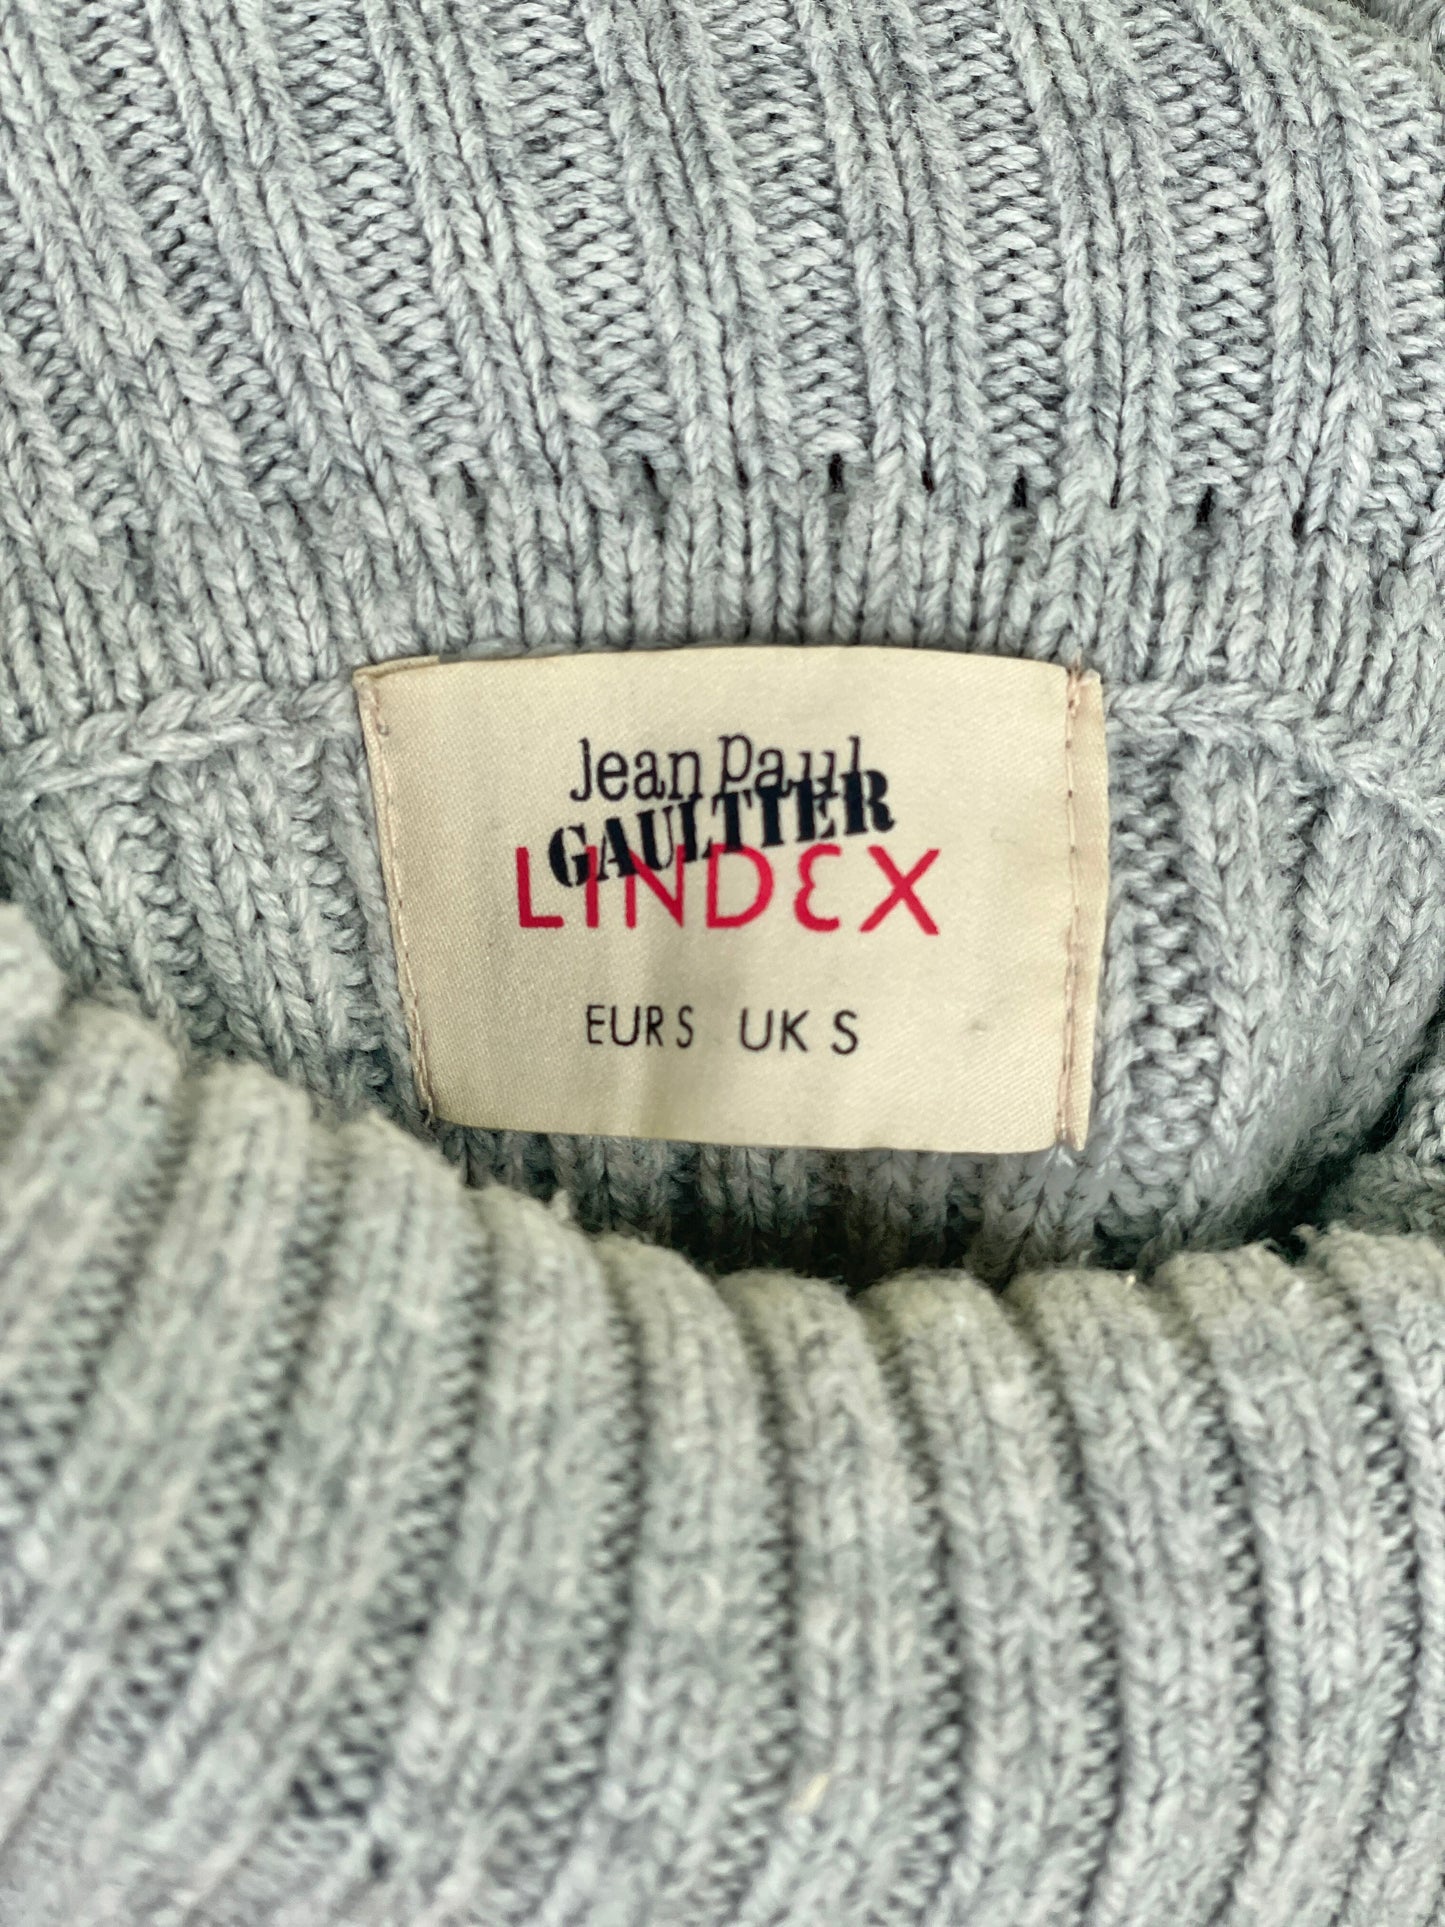 Jean Paul
GAULTIER
LINDEX
EUR S UK S